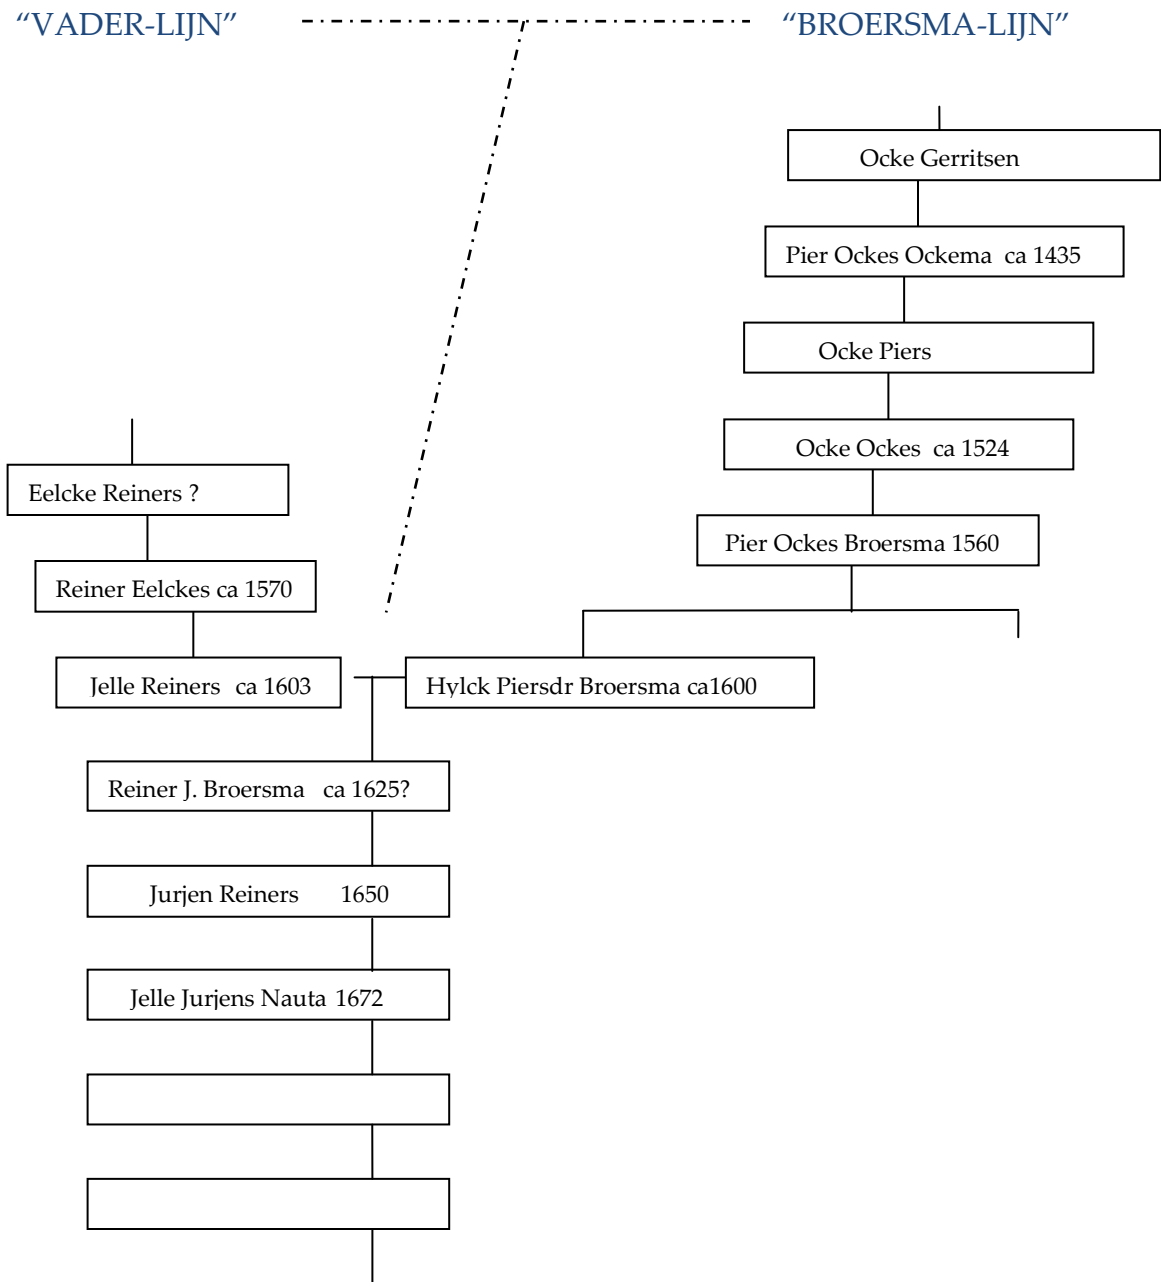 “VADER-LIJN” “BROERSMA-LIJN”
Ocke Gerritsen
Pier Ockes Ockema ca 1435
Ocke Piers
Ocke Ockes ca 1524
Eelcke Reiners ?
Pier Ockes Broersma 1560
Reiner Eelckes ca 1570
Jelle Reiners ca 1603
Hylck Piersdr Broersma ca1600
Reiner J. Broersma ca 1625?
Jurjen Reiners 1650
Jelle Jurjens Nauta 1672